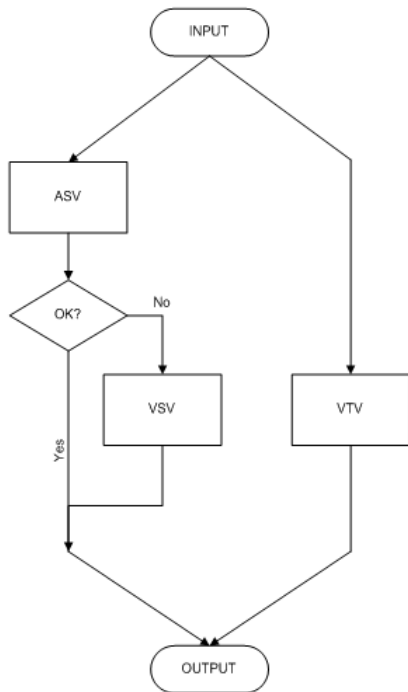 INPUT
ASV
OK?
No
VSV
VTV
Yes
OUTPUT